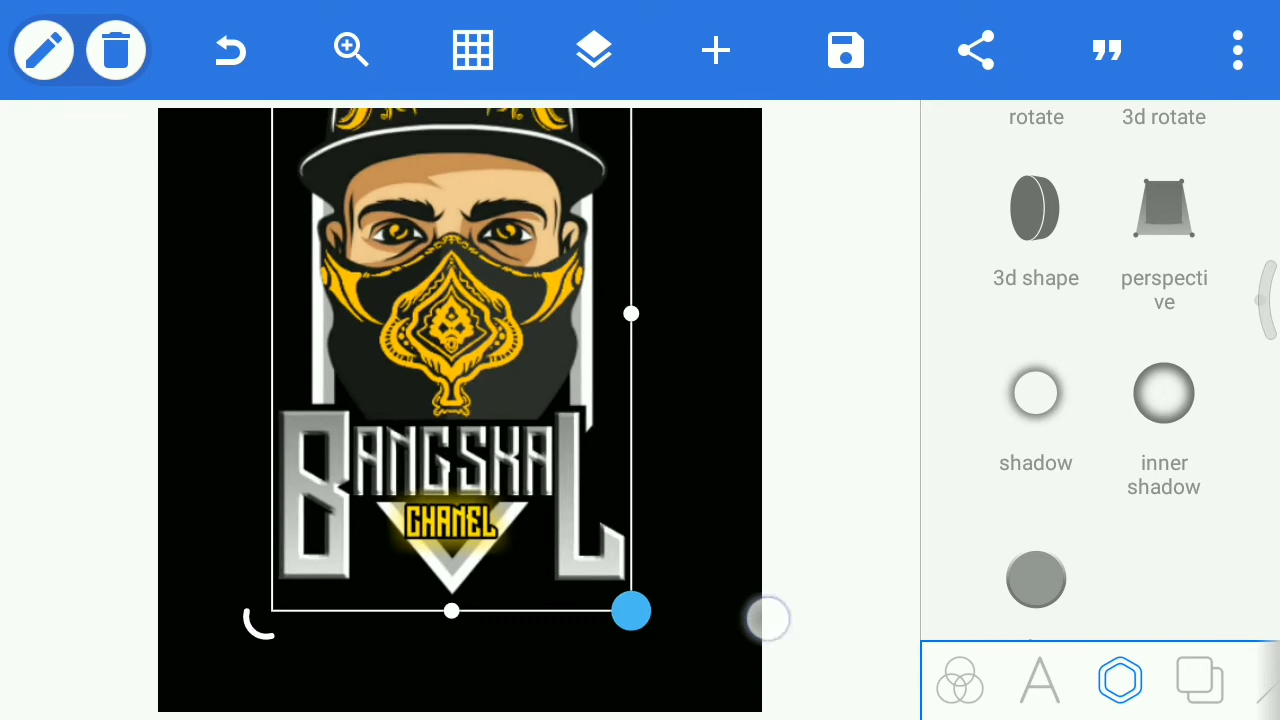 rotate
3d rotate
3d shape
perspecti
ve
shadow
inner
shadow
BANGSKAL
CHANEL